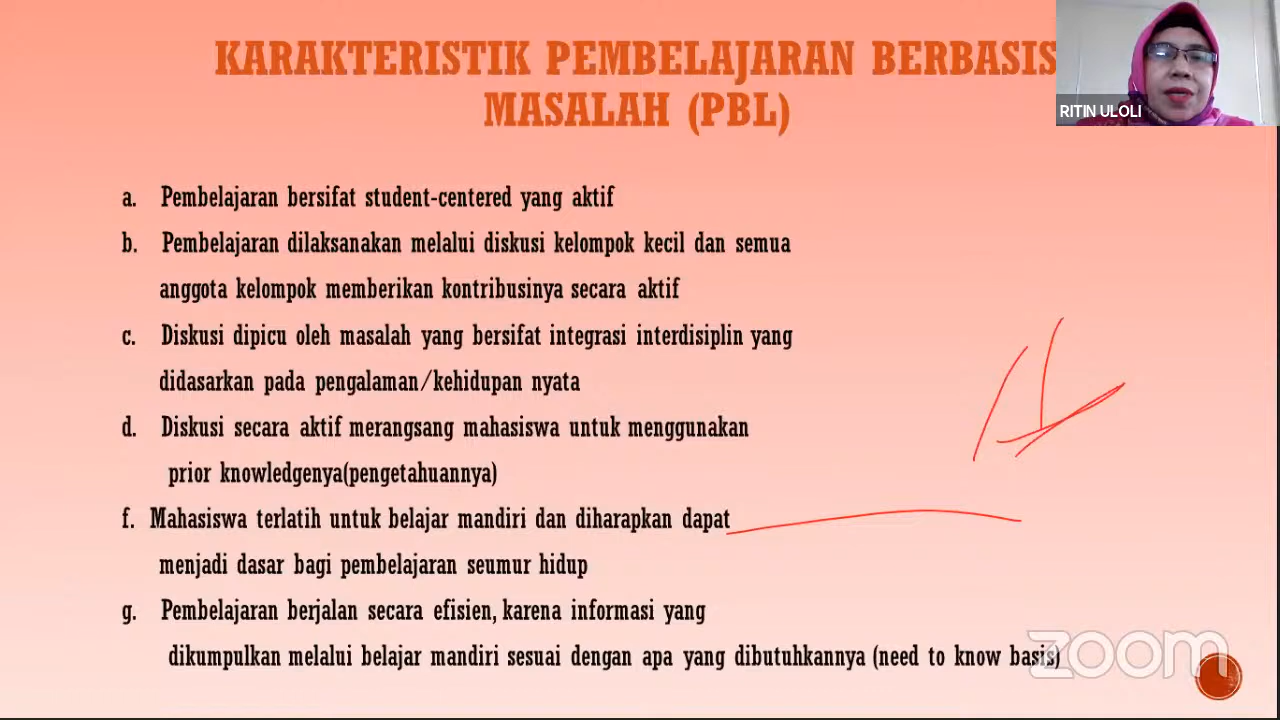 KARAKTERISTIK PEMBELAJARAN BERBASIS
MASALAH (PBL)
RITIN ULOLI
a. Pembelajaran bersifat student-centered yang aktif
b. Pembelajaran dilaksanakan melalui diskusi kelompok kecil dan semua
anggota kelompok memberikan kontribusinya secara aktif
c. Diskusi dipicu oleh masalah yang bersifat integrasi interdisiplin yang
didasarkan pada pengalaman/kehidupan nyata
d. Diskusi secara aktif merangsang mahasiswa untuk menggunakan
prior knowledgenya(pengetahuannya)
f. Mahasiswa terlatih untuk belajar mandiri dan diharapkan dapat
menjadi dasar bagi pembelajaran seumur hidup
g. Pembelajaran berjalan secara efisien, karena informasi yang
dikumpulkan melalui belajar mandiri sesuai dengan apa yang dibutuhkannya (need to know basis)
zoom